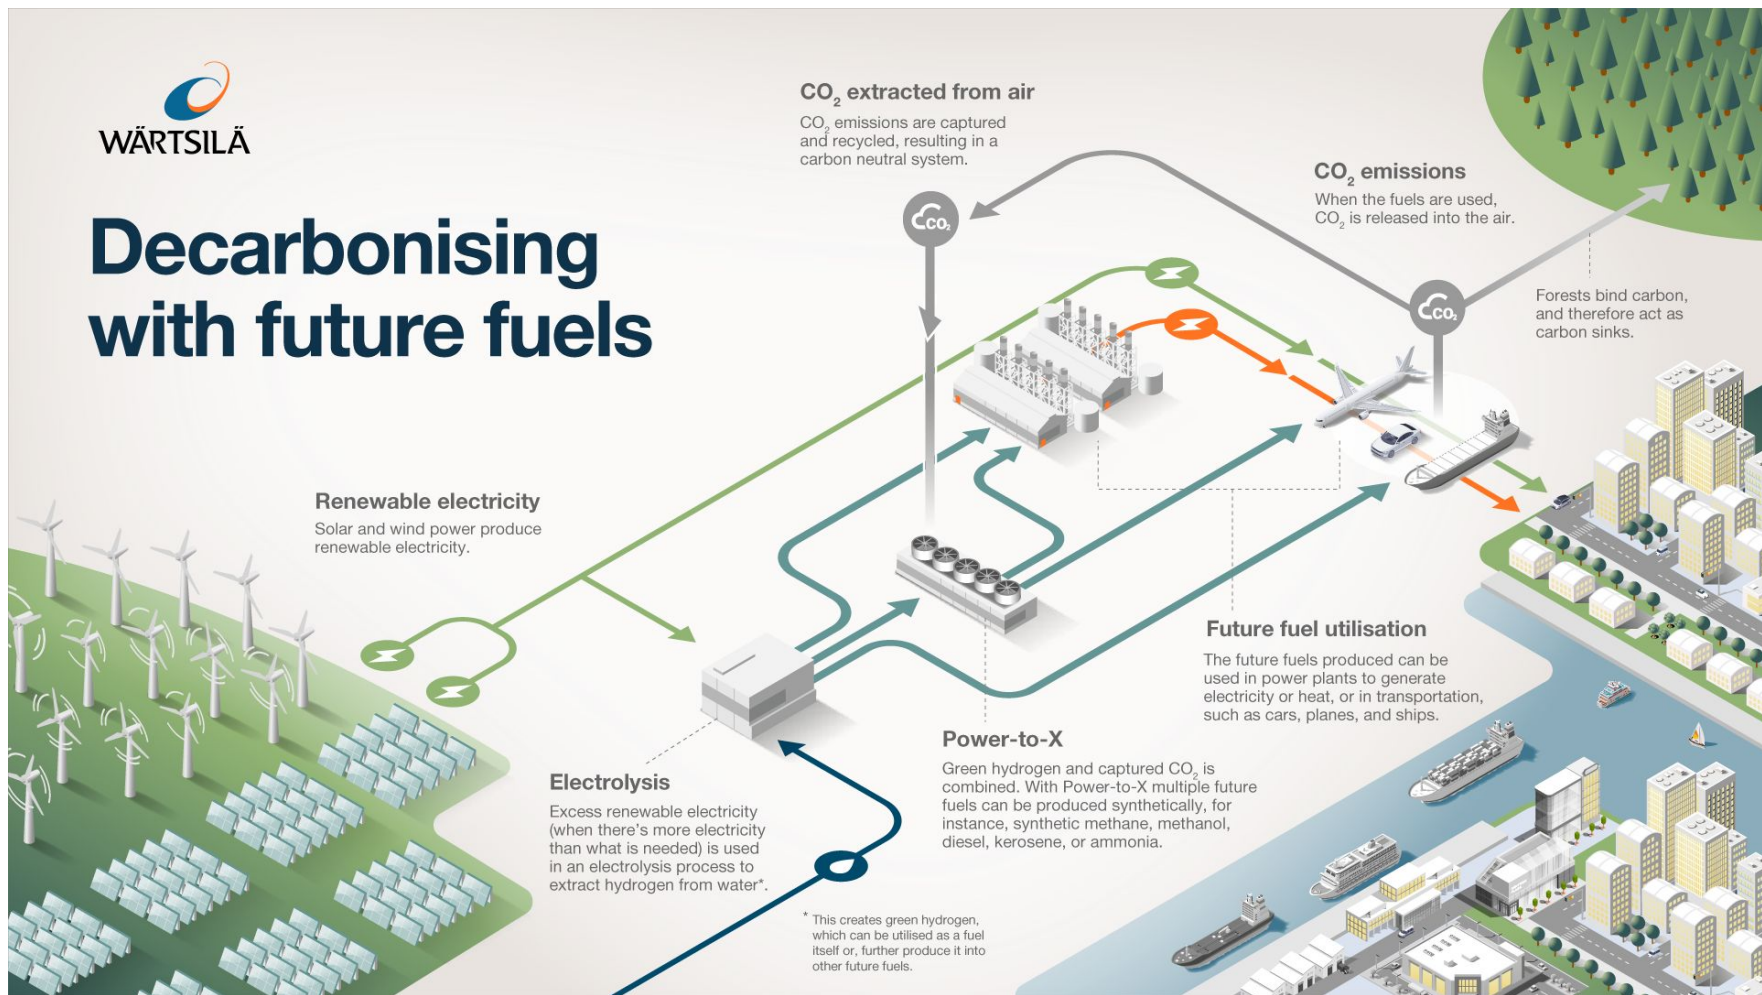 WÄRTSILÄ
Decarbonising
with future fuels
CO₂ extracted from air
CO₂ emissions are captured
and recycled, resulting in a
carbon neutral system.
CO₂
CO₂ emissions
When the fuels are used,
CO₂ is released into the air.
CO₂
Forests bind carbon,
and therefore act as
carbon sinks.
Renewable electricity
Solar and wind power produce
renewable electricity.
Electrolysis
Excess renewable electricity
(when there's more electricity
than what is needed) is used
in an electrolysis process to
extract hydrogen from water*.
* This creates green hydrogen,
which can be utilised as a fuel
itself or, further produce it into
other future fuels.
Power-to-X
Green hydrogen and captured CO₂ is
combined. With Power-to-X multiple future
fuels can be produced synthetically, for
instance, synthetic methane, methanol,
diesel, kerosene, or ammonia.
Future fuel utilisation
The future fuels produced can be
used in power plants to generate
electricity or heat, or in transportation,
such as cars, planes, and ships.